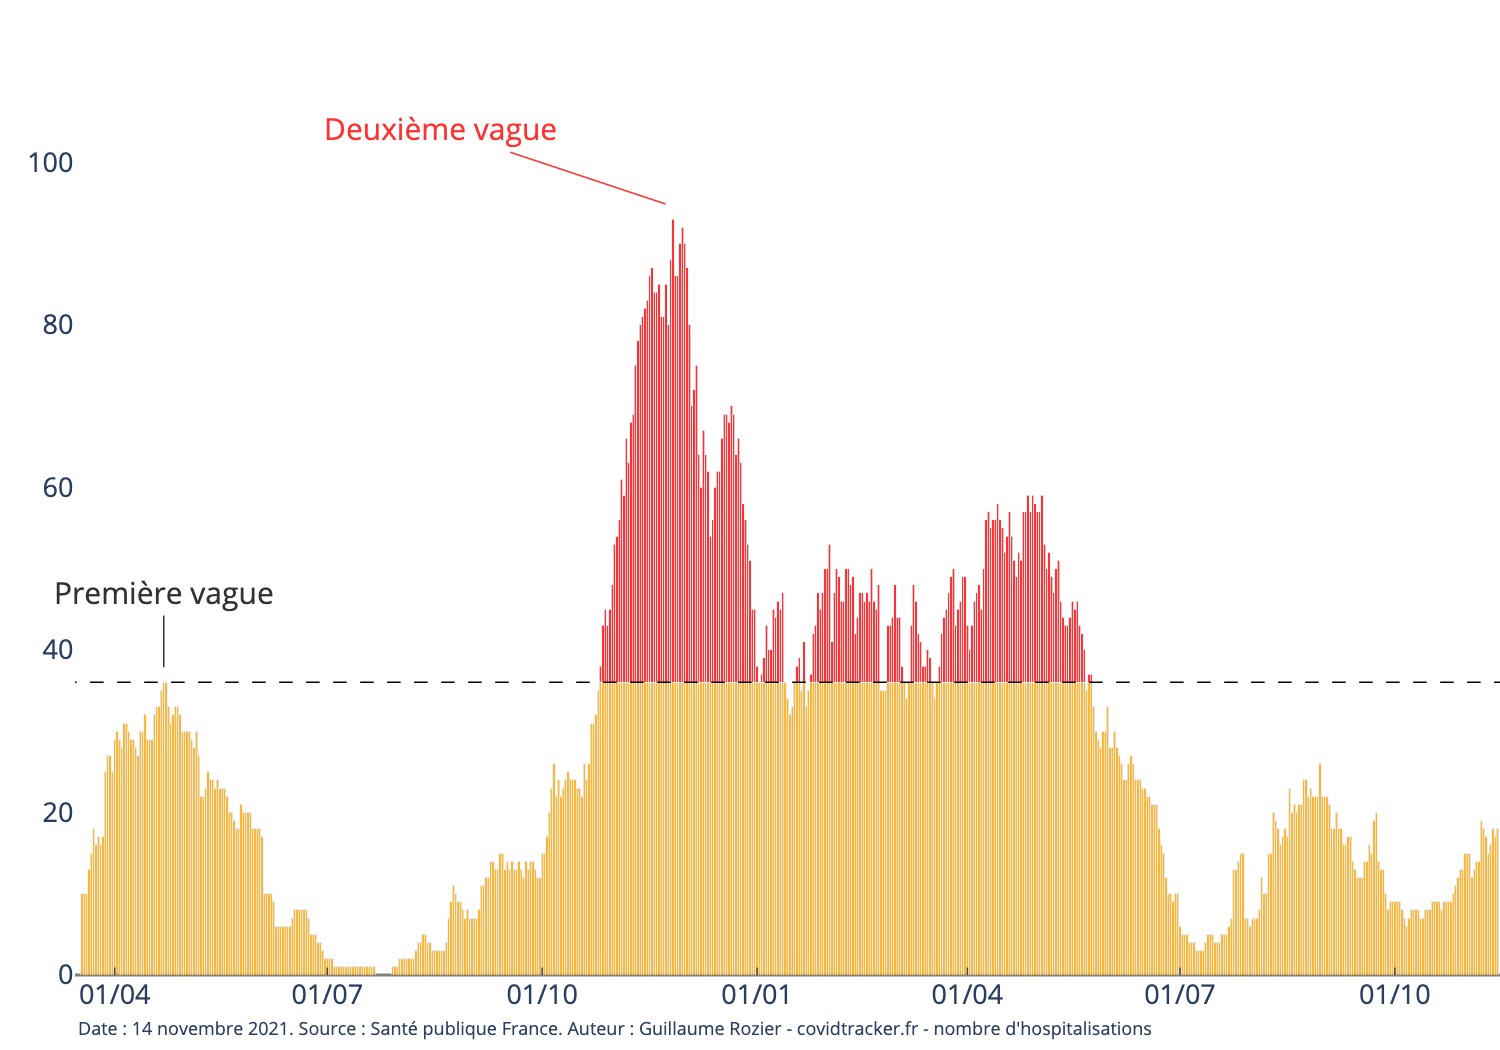 Deuxième vague
100
80
60
Première vague
40
20
0
01/04 01/07 01/10 01/01 01/04 01/07 01/10
Date : 14 novembre 2021. Source : Santé publique France. Auteur : Guillaume Rozier - covidtracker.fr - nombre d'hospitalisations